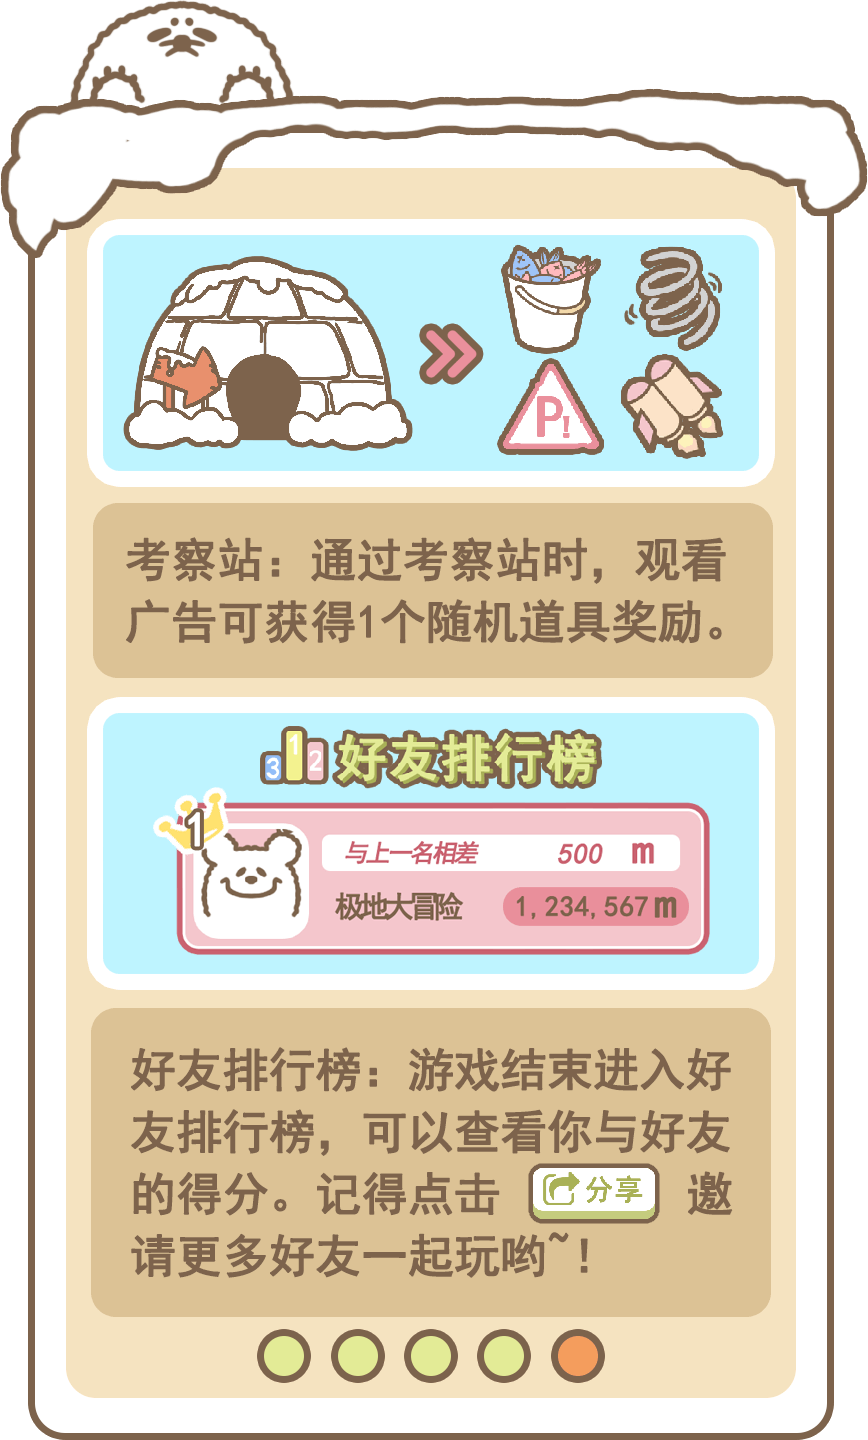 P!
考察站：通过考察站时，观看
广告可获得1个随机道具奖励。
3 1 2 好友排行榜
1
与上一名相差 500 m
极地大冒险 1,234,567m
好友排行榜：游戏结束进入好
友排行榜，可以查看你与好友
的得分。记得点击 分享 邀
请更多好友一起玩哟~！